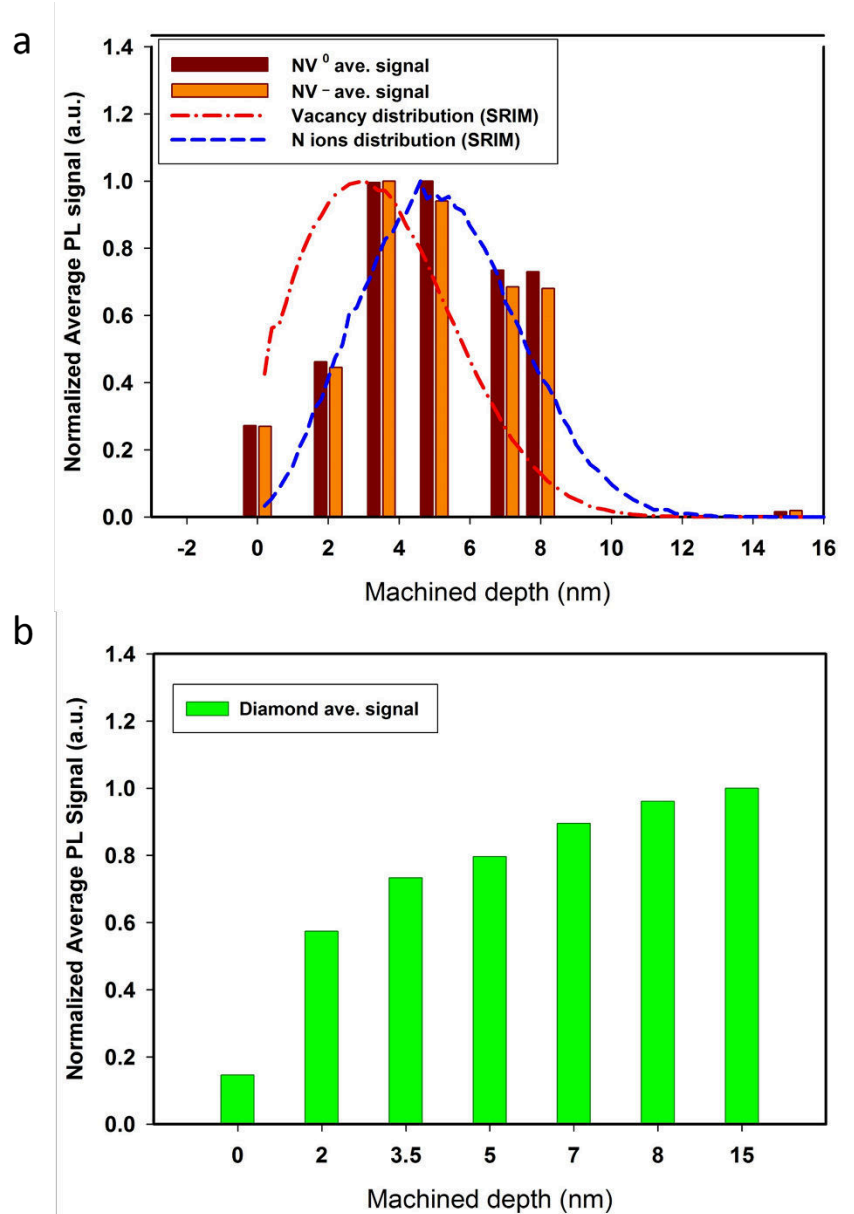 a
Normalized Average PL signal (a.u.)
1.4
1.2
1.0
0.8
0.6
0.4
0.2
0.0
NV 0 ave. signal
NV – ave. signal
Vacancy distribution (SRIM)
N ions distribution (SRIM)
-2 0 2 4 6 8 10 12 14 16
Machined depth (nm)
b
Normalized Average PL Signal (a.u.)
1.4
1.2
1.0
0.8
0.6
0.4
0.2
0.0
Diamond ave. signal
0 2 3.5 5 7 8 15
Machined depth (nm)